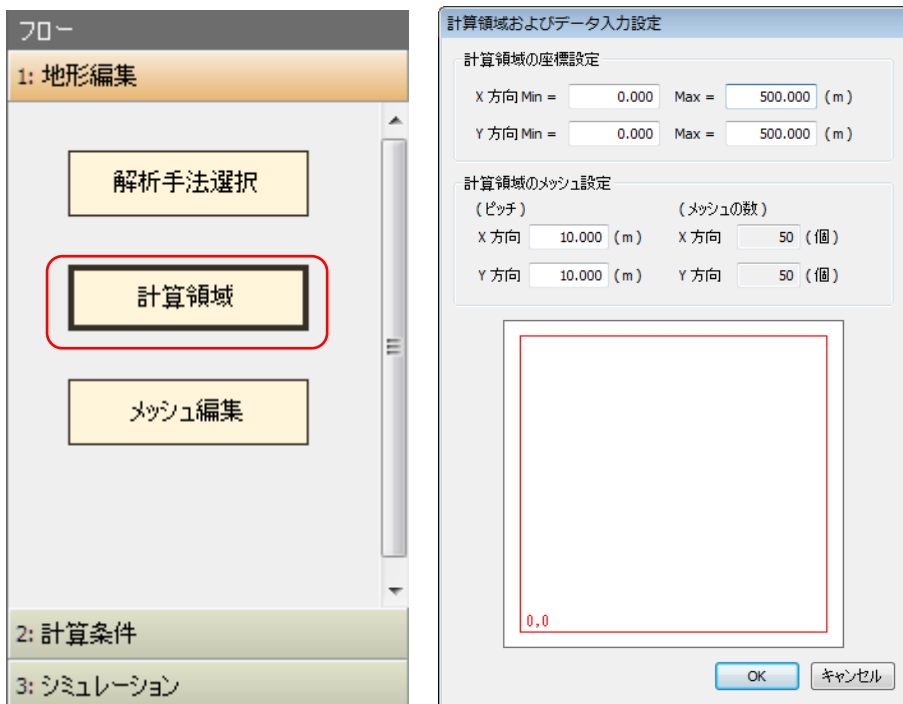 フロー
1: 地形編集
解析手法選択
計算領域
メッシュ編集
2: 計算条件
3: シミュレーション
計算領域およびデータ入力設定
計算領域の座標設定
X 方向 Min = 0.000 Max = 500.000 (m)
Y 方向 Min = 0.000 Max = 500.000 (m)
計算領域のメッシュ設定
(ピッチ) (メッシュの数)
X 方向 10.000 (m) X 方向 50 (個)
Y 方向 10.000 (m) Y 方向 50 (個)
0,0
OK キャンセル